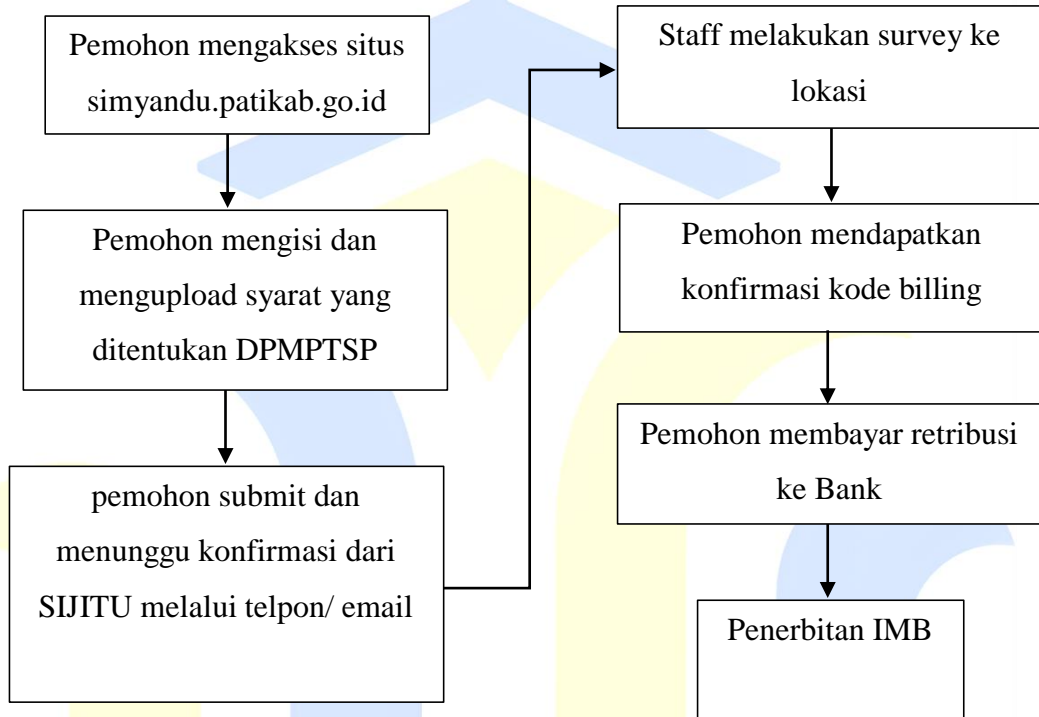 Pemohon mengakses situs
simyandu.patikab.go.id
Pemohon mengisi dan
mengupload syarat yang
ditentukan DPMPTSP
pemohon submit dan
menunggu konfirmasi dari
SIJITU melalui telpon/ email
Staff melakukan survey ke
lokasi
Pemohon mendapatkan
konfirmasi kode billing
Pemohon membayar retribusi
ke Bank
Penerbitan IMB